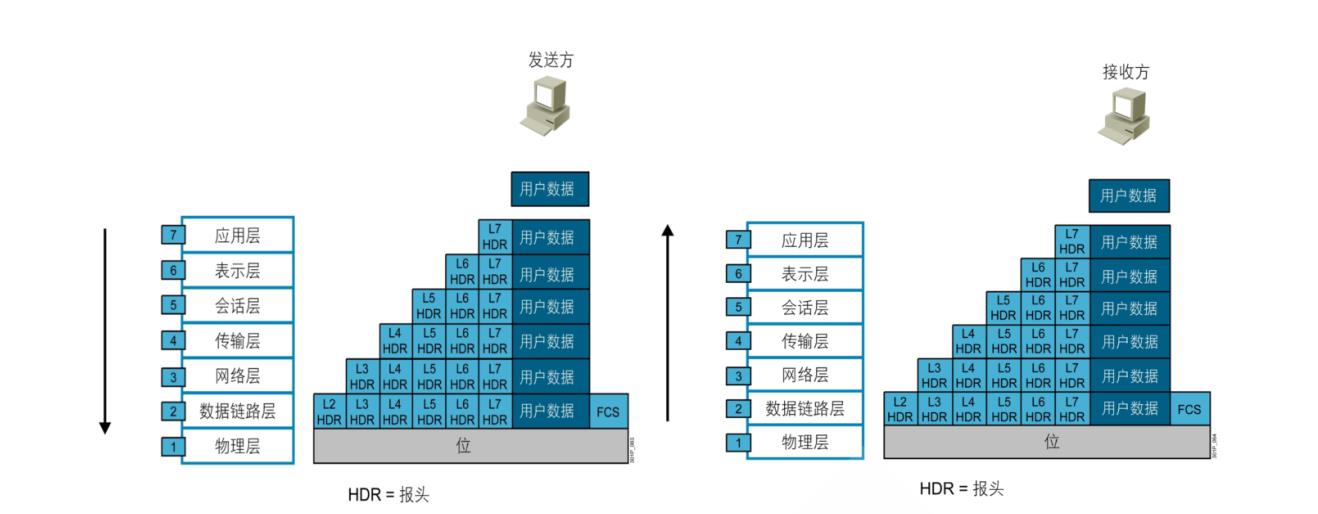 发送方
用户数据
7 应用层
L7 HDR 用户数据
6 表示层
L6 HDR L7 HDR 用户数据
5 会话层
L5 HDR L6 HDR L7 HDR 用户数据
4 传输层
L4 HDR L5 HDR L6 HDR L7 HDR 用户数据
3 网络层
L3 HDR L4 HDR L5 HDR L6 HDR L7 HDR 用户数据
2 数据链路层
L2 HDR L3 HDR L4 HDR L5 HDR L6 HDR L7 HDR 用户数据 FCS
1 物理层
位
HDR = 报头
接收方
用户数据
7 应用层
L7 HDR 用户数据
6 表示层
L6 HDR L7 HDR 用户数据
5 会话层
L5 HDR L6 HDR L7 HDR 用户数据
4 传输层
L4 HDR L5 HDR L6 HDR L7 HDR 用户数据
3 网络层
L3 HDR L4 HDR L5 HDR L6 HDR L7 HDR 用户数据
2 数据链路层
L2 HDR L3 HDR L4 HDR L5 HDR L6 HDR L7 HDR 用户数据 FCS
1 物理层
位
HDR = 报头